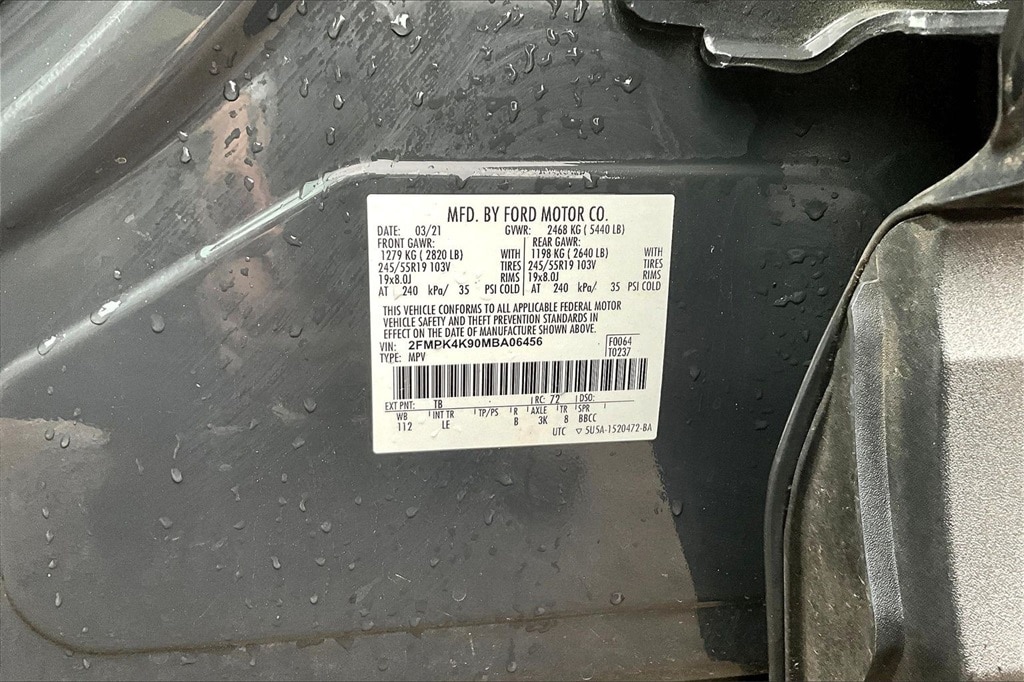 MFD. BY FORD MOTOR CO.
DATE: 03/21 GVWR: 2468 KG ( 5440 LB)
FRONT GAWR: REAR GAWR:
1279 KG ( 2820 LB) WITH 1198 KG ( 2640 LB) WITH
245/55R19 103V TIRES 245/55R19 103V TIRES
19x8.0J RIMS 19x8.0J RIMS
AT 240 kPa/ 35 PSI COLD AT 240 kPa/ 35 PSI COLD
THIS VEHICLE CONFORMS TO ALL APPLICABLE FEDERAL MOTOR
VEHICLE SAFETY AND THEFT PREVENTION STANDARDS IN
EFFECT ON THE DATE OF MANUFACTURE SHOWN ABOVE.
VIN: 2FMPK4K90MBA06456 F0064
TYPE: MPV T0237
EXT PNT: TB RC: 72 DSO:
WB INT TR TP/PS R AXLE TR SPR
112 LE B 3K 8 BBCC
UTC ▽ 5U5A-1520472-BA